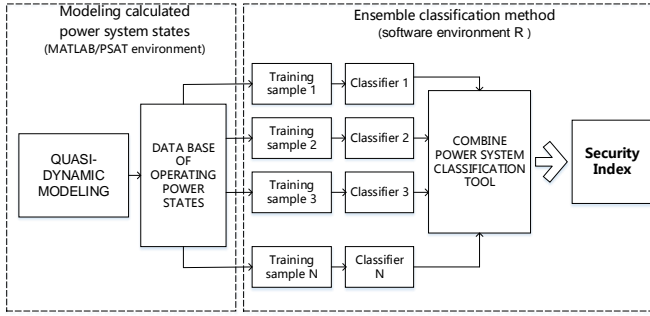 Modeling calculated
power system states
(MATLAB/PSAT environment)
Ensemble classification method
(software environment R )
QUASI-
DYNAMIC
MODELING
DATA BASE
OF
OPERATING
POWER
STATES
Training
sample 1
Classifier 1
Training
sample 2
Classifier 2
Training
sample 3
Classifier 3
Training
sample N
Classifier
N
COMBINE
POWER SYSTEM
CLASSIFICATION
TOOL
Security
Index